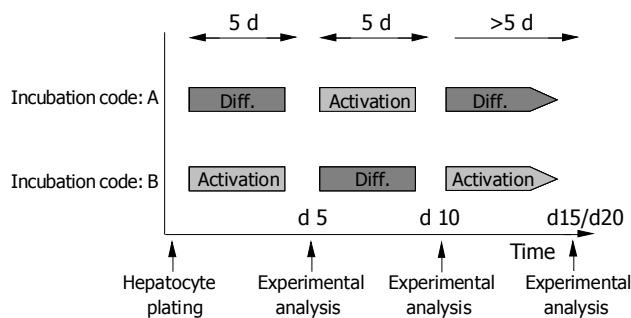 5 d 5 d >5 d
Incubation code: A Diff. Activation Diff.
Incubation code: B Activation Diff. Activation
d 5 d 10 d15/d20
Time
Hepatocyte Experimental Experimental Experimental
plating analysis analysis analysis